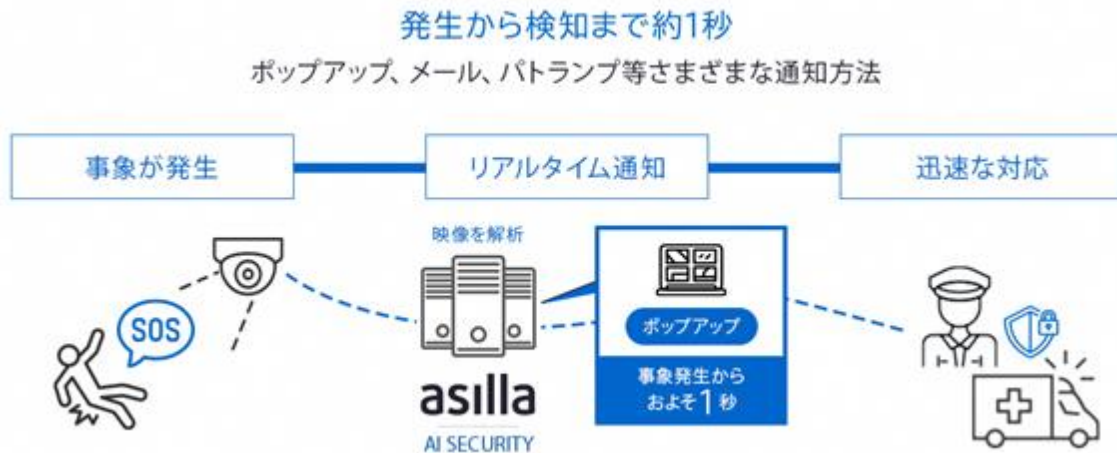 発生から検知まで約1秒
ポップアップ、メール、パトランプ等さまざまな通知方法
事象が発生
リアルタイム通知
迅速な対応
映像を解析
SOS
ポップアップ
事象発生から
およそ1秒
asilla
AI SECURITY